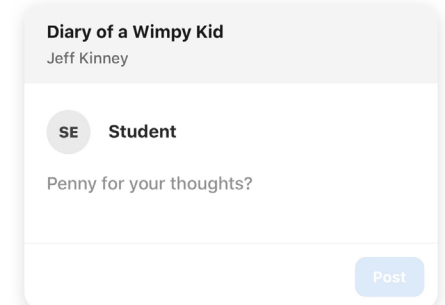 Diary of a Wimpy Kid
Jeff Kinney
SE Student
Penny for your thoughts?
Post